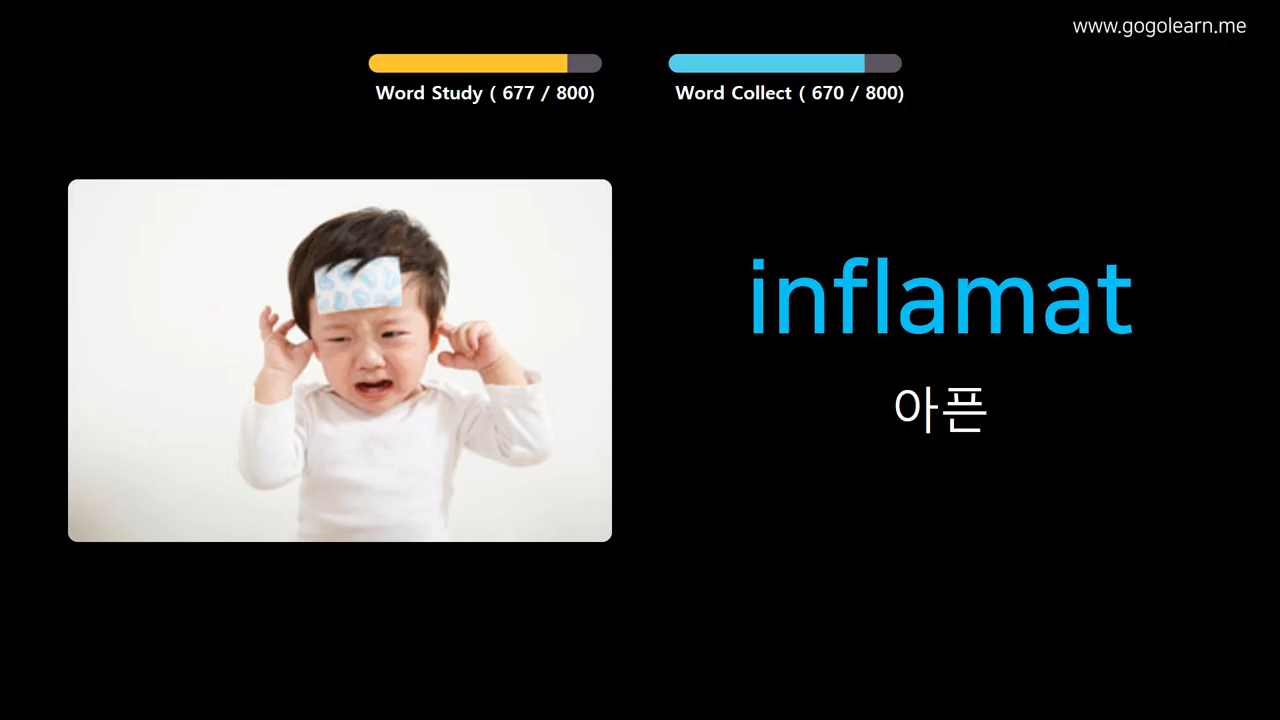 www.gogolearn.me
Word Study ( 677 / 800)
Word Collect ( 670 / 800)
inflamat
아픈